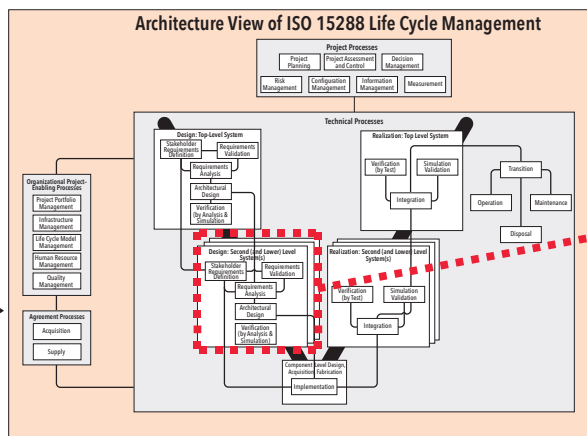 Architecture View of ISO 15288 Life Cycle Management
Project Processes
Project
Planning
Project Assessment
and Control
Decision
Management
Risk
Management
Configuration
Management
Information
Management
Measurement
Technical Processes
Design: Top-Level System
Stakeholder
Requirements
Definition
Requirements
Validation
Requirements
Analysis
Architectural
Design
Verification
(by Analysis &
Simulation)
Realization: Top Level System
Verification
(by Test)
Simulation
Validation
Integration
Transition
Operation
Maintenance
Disposal
Organizational Project-
Enabling Processes
Project Portfolio
Management
Infrastructure
Management
Life Cycle Model
Management
Human Resource
Management
Quality
Management
Agreement Processes
Acquisition
Supply
Design: Second (and Lower) Level
System(s)
Stakeholder
Requirements
Definition
Requirements
Validation
Requirements
Analysis
Architectural
Design
Verification
(by Analysis &
Simulation)
Realization: Second (and Lower) Level
System(s)
Verification
(by Test)
Simulation
Validation
Integration
Component Level Design,
Acquisition, Fabrication
Implementation